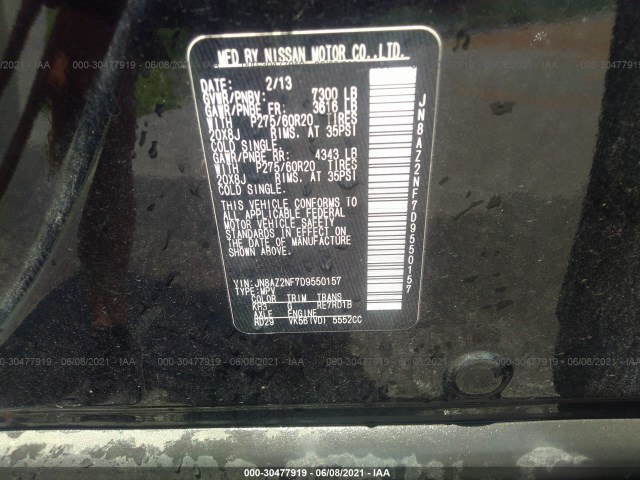 MFD BY NISSAN MOTOR CO.,LTD.
DATE: 2/13
GVWR/PNBV: 7300 LB
GAWR/PNBE FR: 3616 LB
WITH P275/60R20 TIRES
20X8J RIMS. AT 35PSI
COLD SINGLE.
GAWR/PNBE RR: 4343 LB
WITH P275/60R20 TIRES
20X8J RIMS. AT 35PSI
COLD SINGLE.
THIS VEHICLE CONFORMS TO
ALL APPLICABLE FEDERAL
MOTOR VEHICLE SAFETY
STANDARDS IN EFFECT ON
THE DATE OF MANUFACTURE
SHOWN ABOVE.
VIN: JN8AZ2NF7D9550157
TYPE: MPV
COLOR TRIM TRANS
KH3 G RE7R01B
AXLE ENGINE
RD29 VK56(VD) 5552CC
JN8AZ2NF7D9550157
000-30477919 - 06/08/2021 - IAA